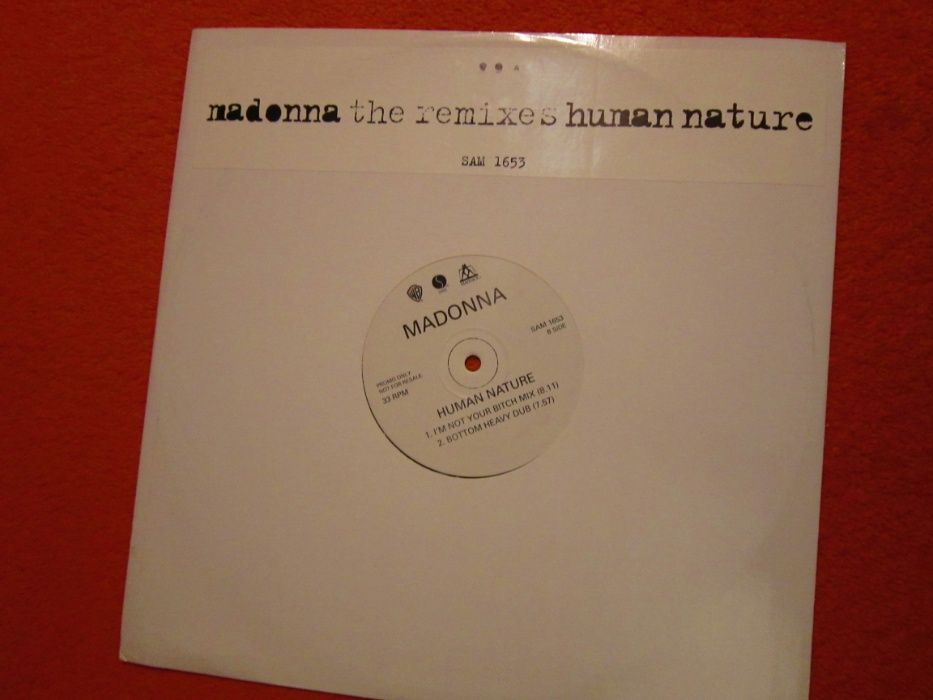 madonna the remixes human nature
SAM 1653
MADONNA
SAM 1653
B SIDE
PROMO ONLY
NOT FOR RESALE
33 RPM
HUMAN NATURE
1. I'M NOT YOUR BITCH MIX (8.11)
2. BOTTOM HEAVY DUB (7.57)